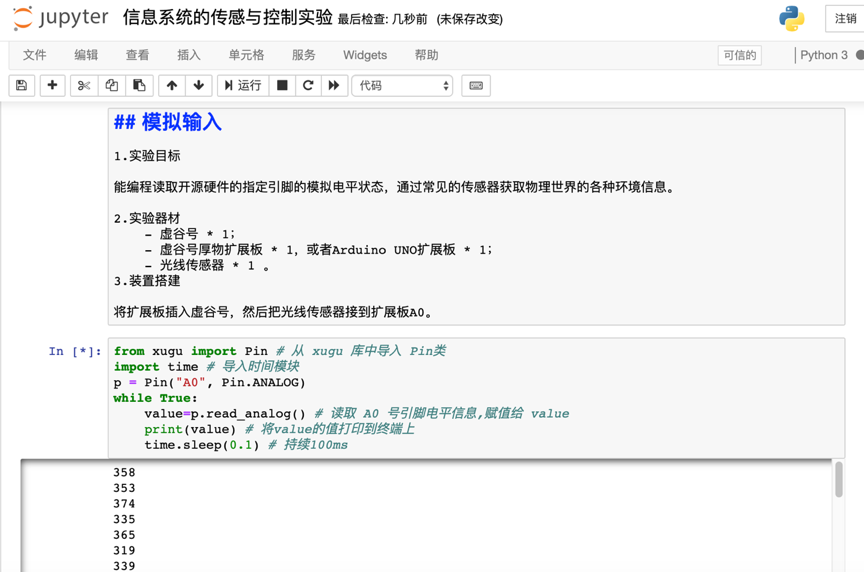 jupyter 信息系统的传感与控制实验 最后检查: 几秒前 (未保存改变) 注销
文件 编辑 查看 插入 单元格 服务 Widgets 帮助 可信的 Python 3
运行 代码
## 模拟输入
1.实验目标
能编程读取开源硬件的指定引脚的模拟电平状态, 通过常见的传感器获取物理世界的各种环境信息。
2.实验器材
- 虚谷号 * 1;
- 虚谷号厚物扩展板 * 1, 或者Arduino UNO扩展板 * 1;
- 光线传感器 * 1 。
3.装置搭建
将扩展板插入虚谷号, 然后把光线传感器接到扩展板A0。
In [*]: from xugu import Pin # 从 xugu 库中导入 Pin类
import time # 导入时间模块
p = Pin("A0", Pin.ANALOG)
while True:
value=p.read_analog() # 读取 A0 号引脚电平信息,赋值给 value
print(value) # 将value的值打印到终端上
time.sleep(0.1) # 持续100ms
358
353
374
335
365
319
339